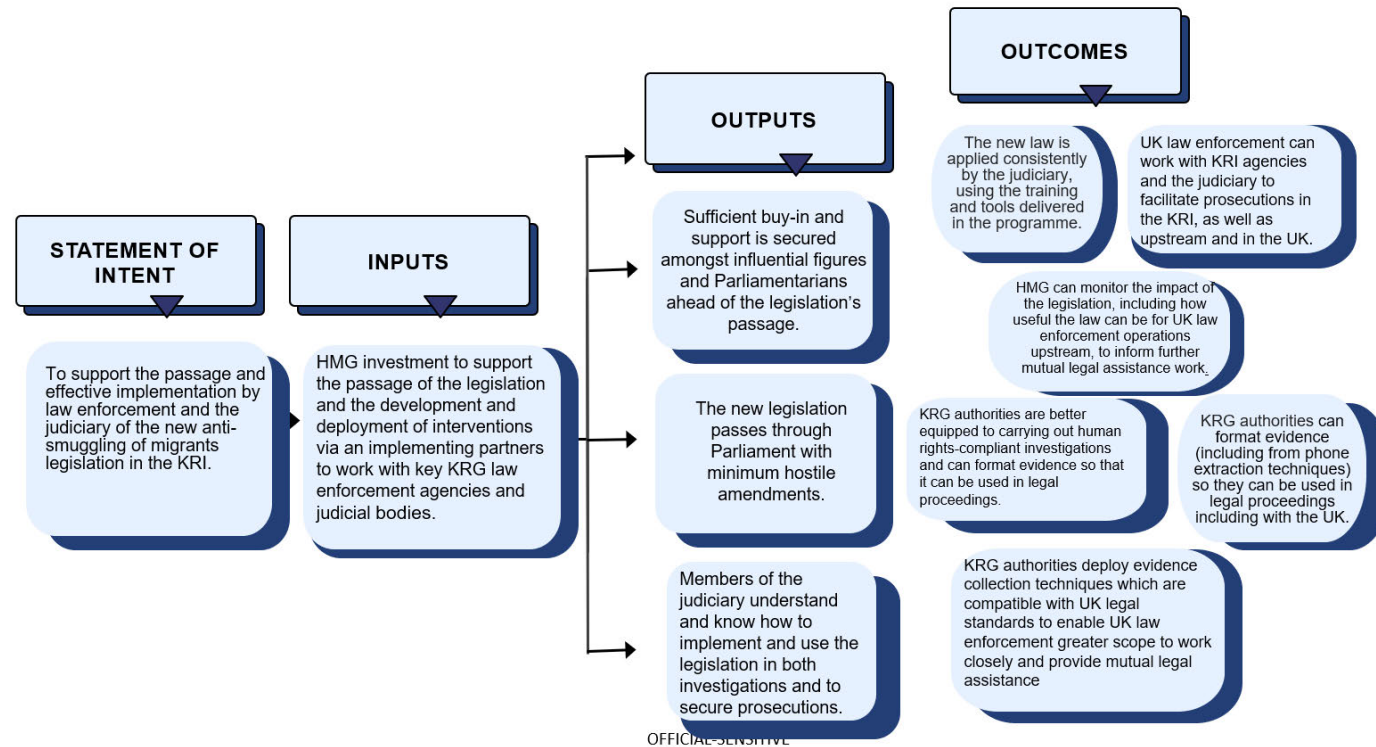 STATEMENT OF
INTENT
To support the passage and
effective implementation by
law enforcement and the
judiciary of the new anti-
smuggling of migrants
legislation in the KRI.
INPUTS
HMG investment to support
the passage of the legislation
and the development and
deployment of interventions
via an implementing partners
to work with key KRG law
enforcement agencies and
judicial bodies.
OUTPUTS
Sufficient buy-in and
support is secured
amongst influential figures
and Parliamentarians
ahead of the legislation’s
passage.
The new legislation
passes through
Parliament with
minimum hostile
amendments.
Members of the
judiciary understand
and know how to
implement and use the
legislation in both
investigations and to
secure prosecutions.
OUTCOMES
The new law is
applied consistently
by the judiciary,
using the training
and tools delivered
in the programme.
UK law enforcement can
work with KRI agencies
and the judiciary to
facilitate prosecutions in
the KRI, as well as
upstream and in the UK.
HMG can monitor the impact of
the legislation, including how
useful the law can be for UK law
enforcement operations
upstream, to inform further
mutual legal assistance work.
KRG authorities are better
equipped to carrying out human
rights-compliant investigations
and can format evidence so that
it can be used in legal
proceedings.
KRG authorities can
format evidence
(including from phone
extraction techniques)
so they can be used in
legal proceedings
including with the UK.
KRG authorities deploy evidence
collection techniques which are
compatible with UK legal
standards to enable UK law
enforcement greater scope to work
closely and provide mutual legal
assistance
OFFICIAL-SENSITIVE